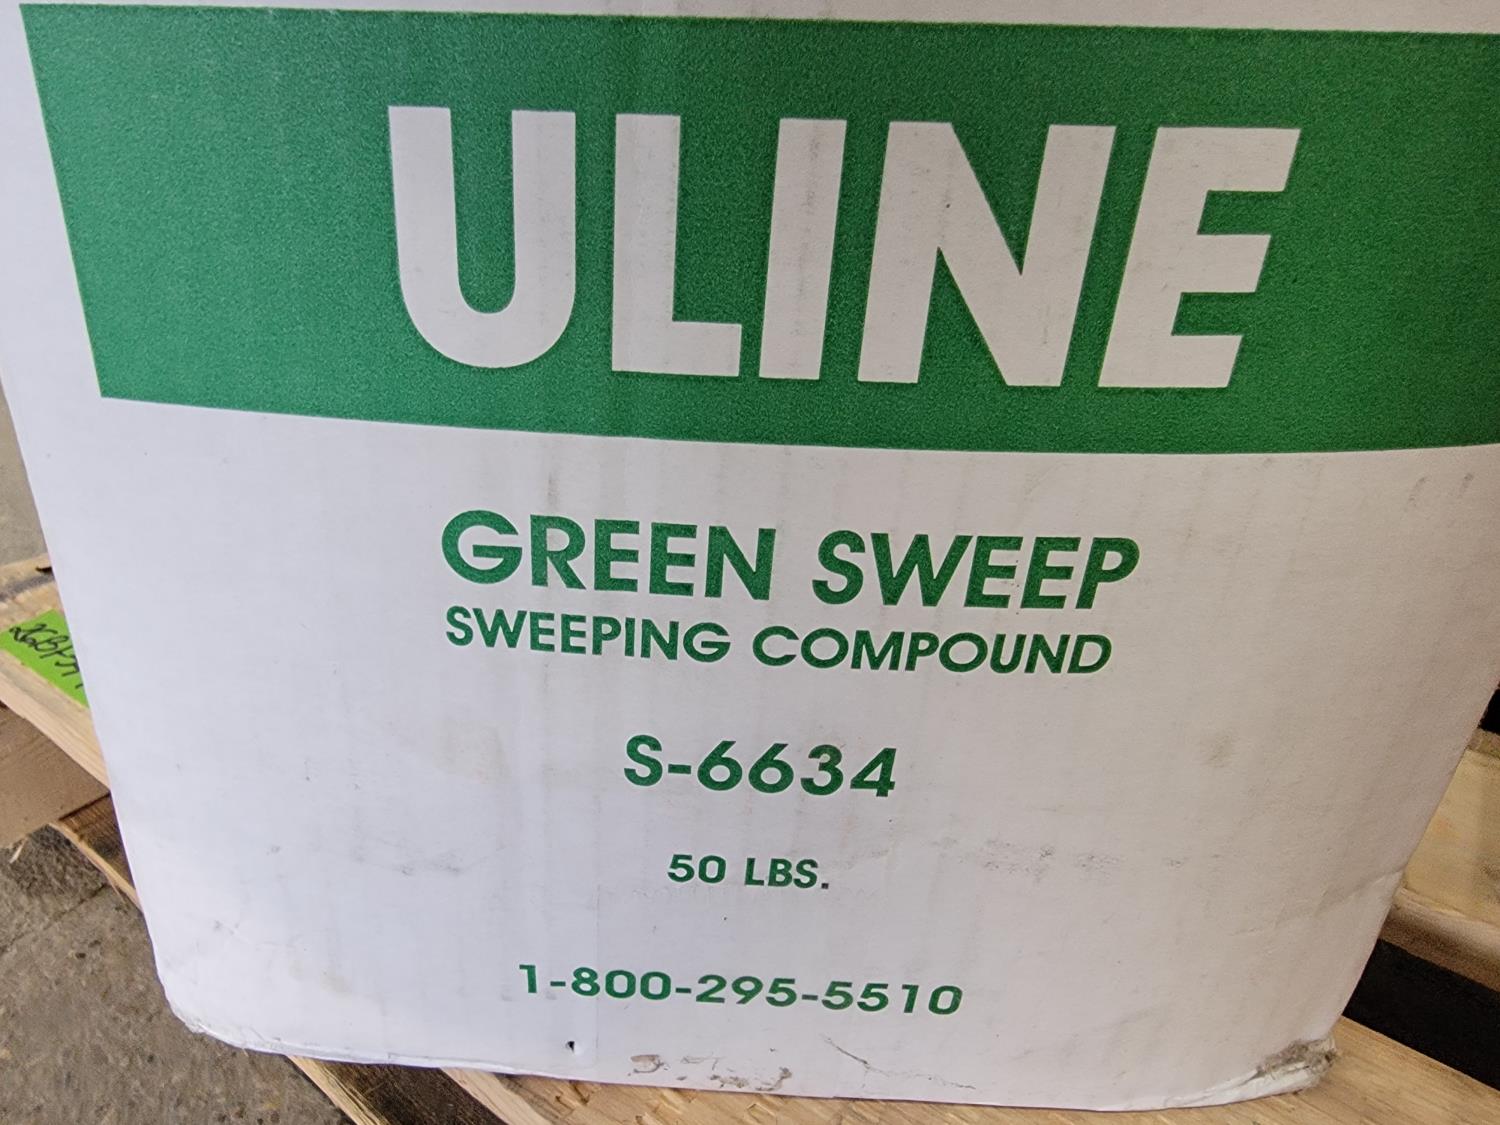 ULINE
GREEN SWEEP
SWEEPING COMPOUND
S-6634
50 LBS.
1-800-295-5510